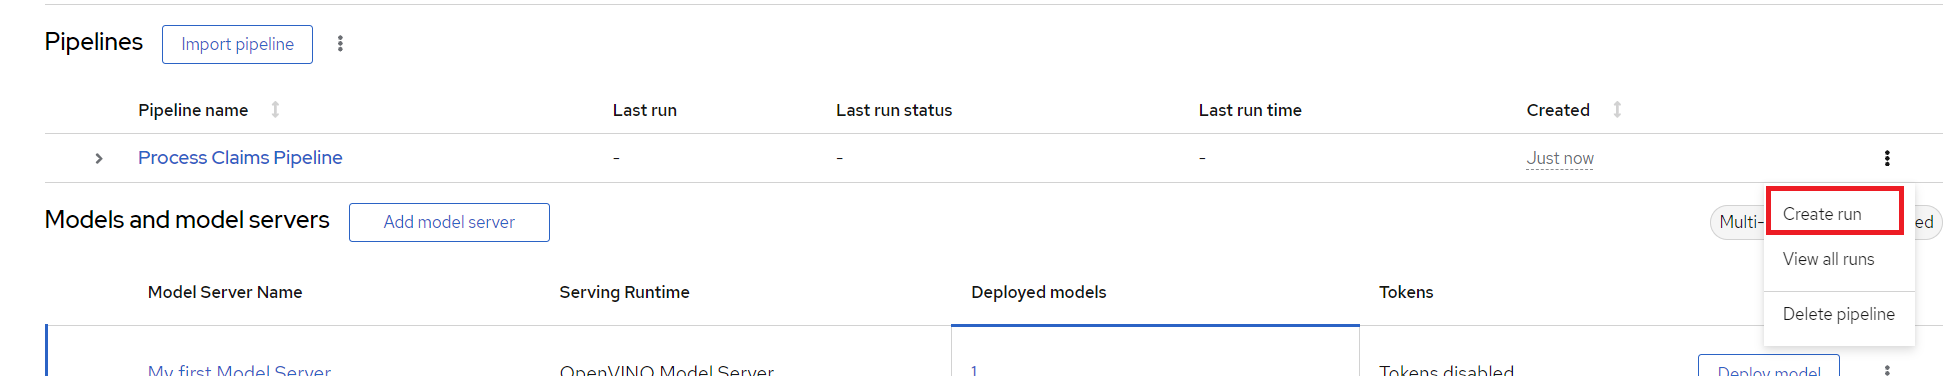 Pipelines Import pipeline
Pipeline name Last run Last run status Last run time Created
Process Claims Pipeline - - - Just now
Create run
View all runs
Delete pipeline
Models and model servers Add model server Multi- ed
Model Server Name Serving Runtime Deployed models Tokens
My first Model Server OpenVINO Model Server 1 Tokens disabled Deploy model